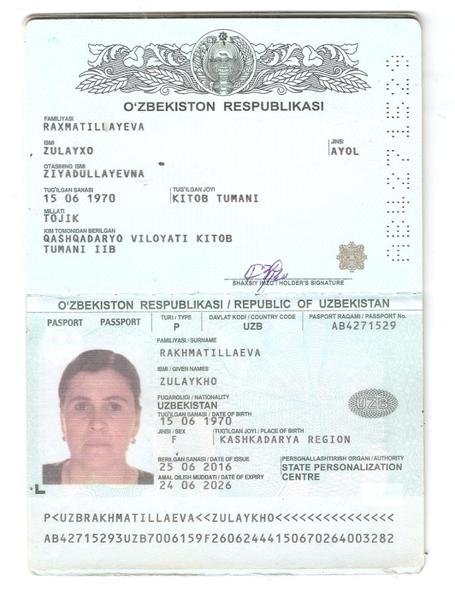 O'ZBEKISTON RESPUBLIKASI
FAMILIYASI
RAXMATILLAYEVA
ISMI JINSI
ZULAYXO AYOL
OTASINING ISMI
ZIYADULLAYEVNA
TUG'ILGAN SANASI TUG'ILGAN JOYI
15 06 1970 KITOB TUMANI
MILLATI
TOJIK
KIM TOMONIDAN BERILGAN
QASHQADARYO VILOYATI KITOB
TUMANI IIB
SHAXSIY IMZO / HOLDER'S SIGNATURE
O'ZBEKISTON RESPUBLIKASI / REPUBLIC OF UZBEKISTAN
PASPORT PASSPORT TURI / TYPE DAVLAT KODI / COUNTRY CODE PASPORT RAQAMI / PASSPORT No.
P UZB AB4271529
FAMILIYASI / SURNAME
RAKHMATILLAEVA
ISMI / GIVEN NAMES
ZULAYKHO
FUQAROLIGI / NATIONALITY
UZBEKISTAN UZB
TUG'ILGAN SANASI / DATE OF BIRTH
15 06 1970
JINSI / SEX TUG'ILGAN JOYI / PLACE OF BIRTH
F KASHKADARYA REGION
BERILGAN SANASI / DATE OF ISSUE PERSONALLASHTIRISH ORGANI / AUTHORITY
25 06 2016 STATE PERSONALIZATION
AMAL QILISH MUDDATI / DATE OF EXPIRY CENTRE
24 06 2026
P<UZBRAKHMATILLAEVA<<ZULAYKHO<<<<<<<<<<<<<<<
AB42715293UZB7006159F26062444150670264003282